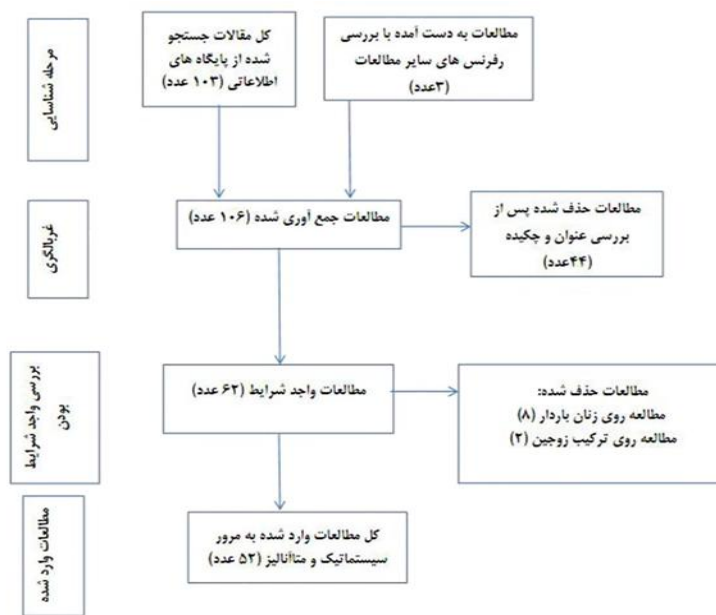 مرحله شناسایی
کل مقالات جستجو
شده از پایگاه های
اطلاعاتی (۱۰۳ عدد)
مطالعات به دست آمده با بررسی
رفرنس های سایر مطالعات
(۳عدد)
غربالگری
مطالعات جمع آوری شده (۱۰۶ عدد)
مطالعات حذف شده پس از
بررسی عنوان و چکیده
(۴۴عدد)
بررسی واجد شرایط
بودن
مطالعات واجد شرایط (۶۲ عدد)
مطالعات حذف شده:
مطالعه روی زنان باردار (۸)
مطالعه روی ترکیب زوجین (۲)
مطالعات وارد شده
کل مطالعات وارد شده به مرور
سیستماتیک و متاآنالیز (۵۲ عدد)